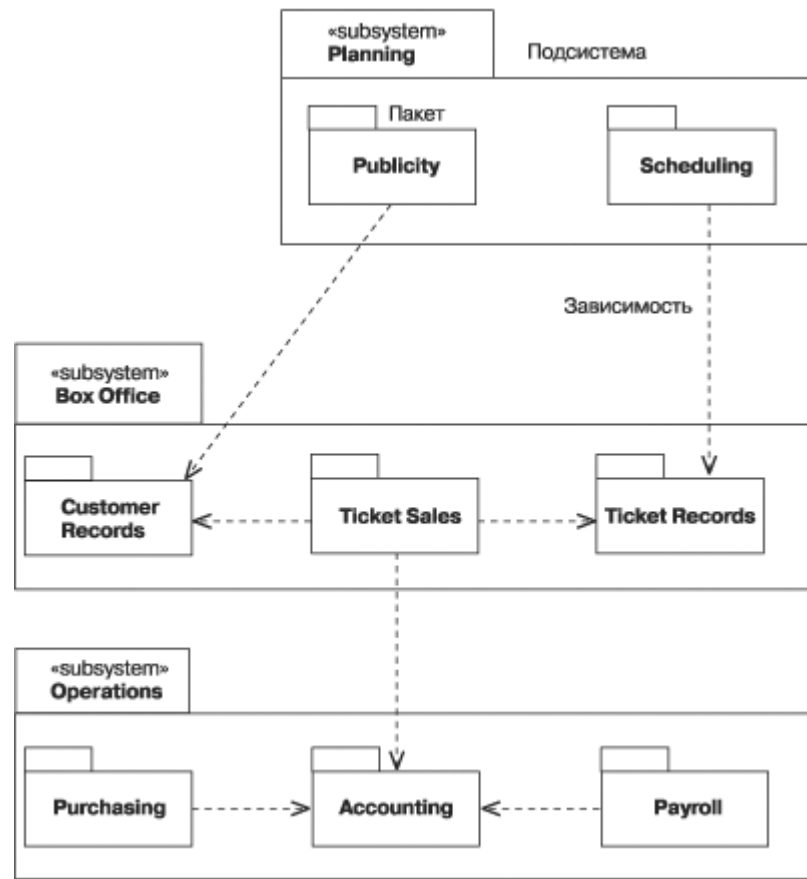 «subsystem»
Planning
Подсистема
Пакет
Publicity
Scheduling
Зависимость
«subsystem»
Box Office
Customer
Records
Ticket Sales
Ticket Records
«subsystem»
Operations
Purchasing
Accounting
Payroll